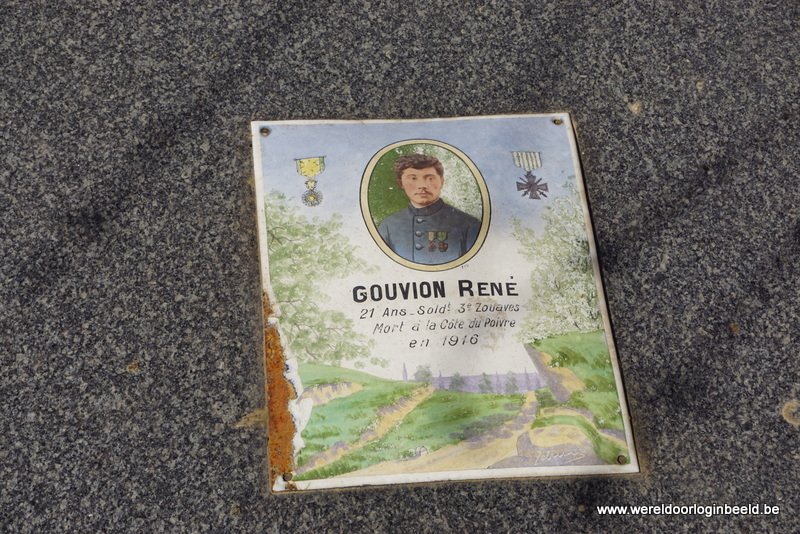 GOUVION RENÉ
21 Ans - Soldt 3e Zouaves
Mort à la Côte du Poivre
en 1916
www.wereldoorloginbeeld.be